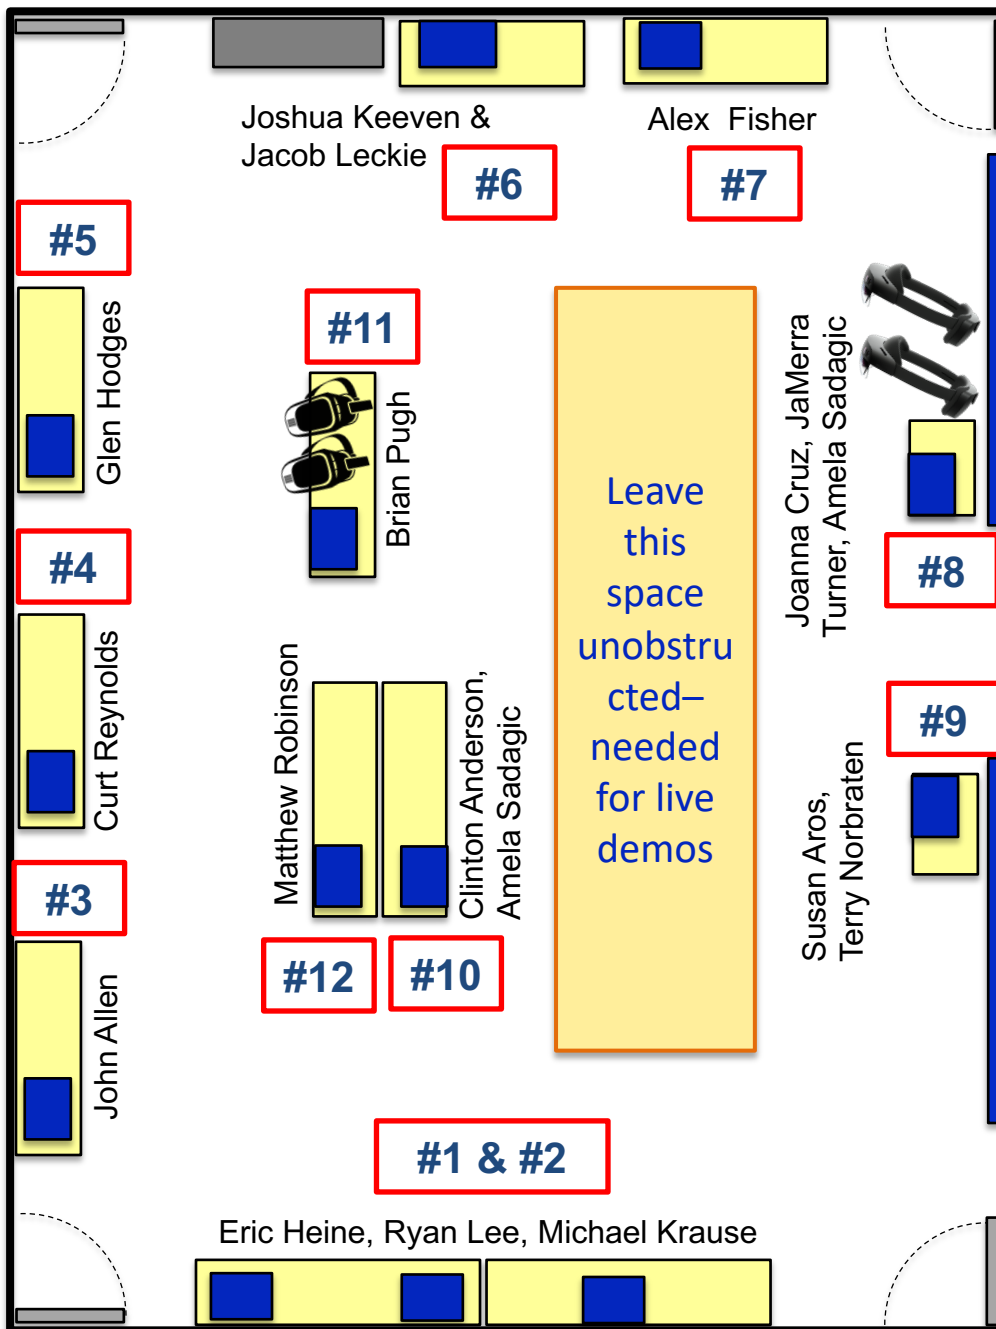 Joshua Keeven &
Jacob Leckie
#6
Alex Fisher
#7
#5
Glen Hodges
#11
Brian Pugh
Leave
this
space
unobstru
cted–
needed
for live
demos
Joanna Cruz, JaMerra
Turner, Amela Sadagic
#8
#4
Curt Reynolds
Matthew Robinson
#12
Clinton Anderson,
Amela Sadagic
#10
#9
Susan Aros,
Terry Norbraten
#3
John Allen
#1 & #2
Eric Heine, Ryan Lee, Michael Krause